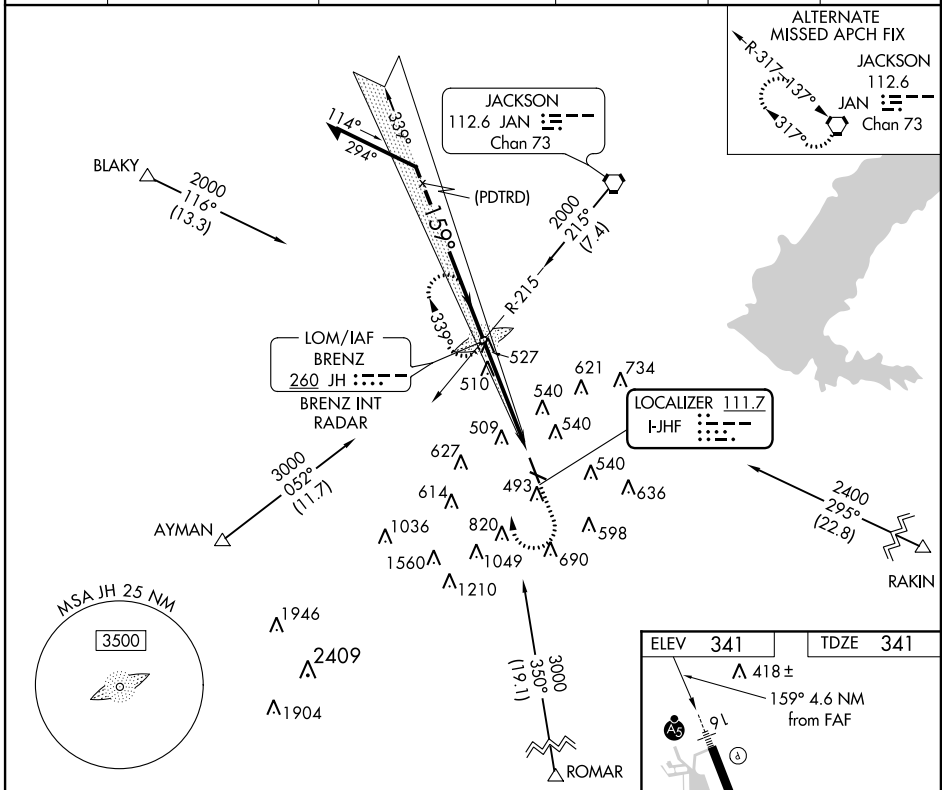 ALTERNATE
MISSED APCH FIX
R-317
137°
317°
JACKSON
112.6
JAN
Chan 73
JACKSON
112.6 JAN
Chan 73
114°
294°
339°
(PDTRD)
159°
BLAKY
2000
116°
(13.3)
2000
215°
(7.4)
R-215
339°
LOM/IAF
BRENZ
260 JH
BRENZ INT
RADAR
527
510
621
734
540
540
509
LOCALIZER 111.7
I-JHF
627
540
614
493
636
3000
052°
(11.7)
AYMAN
1036
820
598
1560
1049
690
1210
2400
295°
(22.8)
RAKIN
MSA JH 25 NM
3500
1946
2409
1904
3000
350°
(19.1)
ROMAR
ELEV 341
TDZE 341
418 ±
159° 4.6 NM
from FAF
A5
16